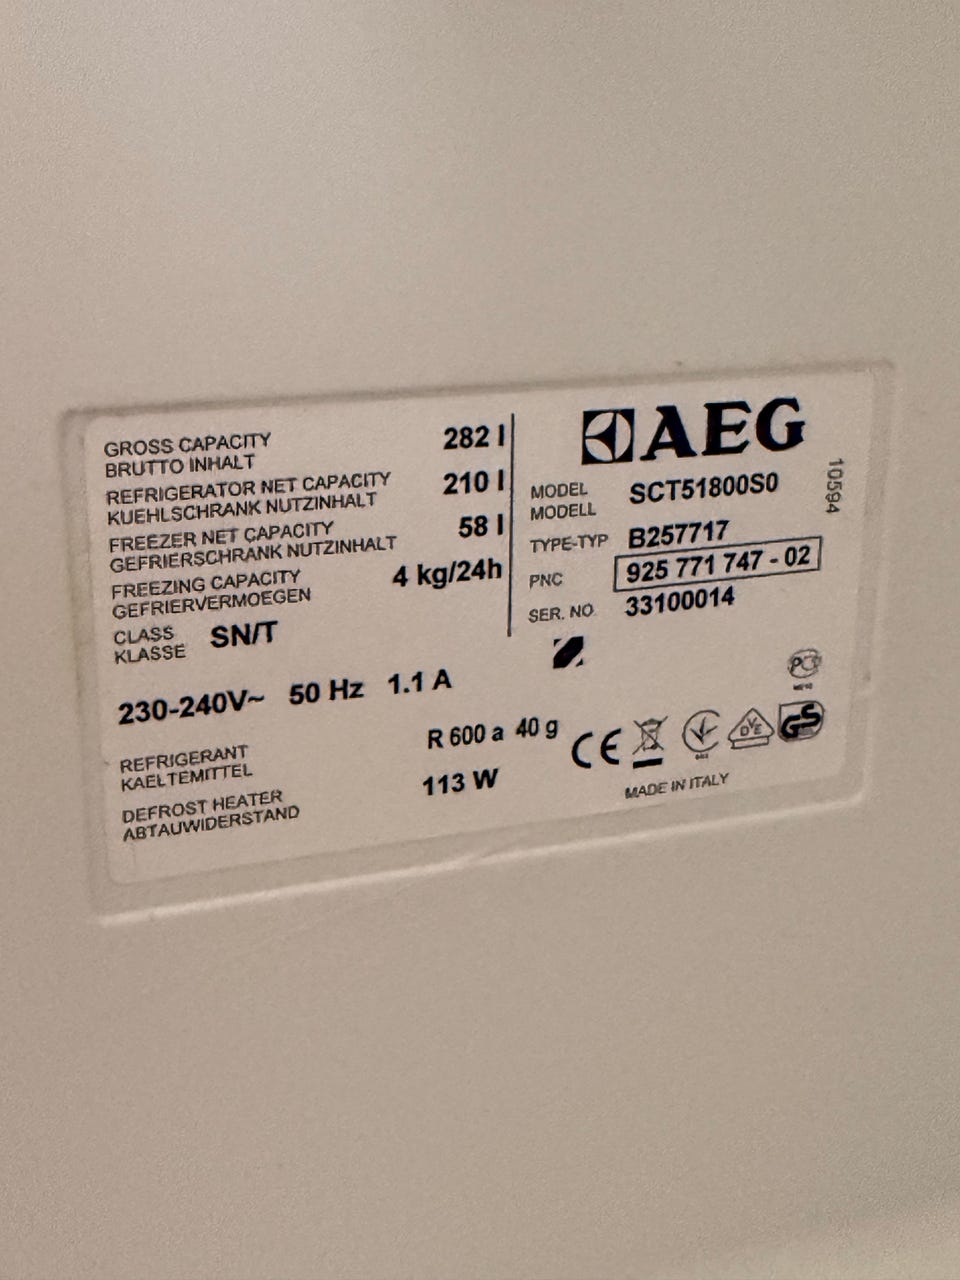 GROSS CAPACITY 282 l
BRUTTO INHALT
REFRIGERATOR NET CAPACITY 210 l
KUEHLSCHRANK NUTZINHALT
FREEZER NET CAPACITY 58 l
GEFRIERSCHRANK NUTZINHALT
FREEZING CAPACITY 4 kg/24h
GEFRIERVERMOEGEN
CLASS SN/T
KLASSE
230-240V~ 50 Hz 1.1 A
REFRIGERANT R 600 a 40 g
KAELTEMITTEL
DEFROST HEATER 113 W
ABTAUWIDERSTAND
AEG
MODEL SCT51800S0
MODELL
TYPE-TYP B257717
PNC 925 771 747 - 02
SER. NO. 33100014
10594
PCT
CE
DVE
GS
MADE IN ITALY